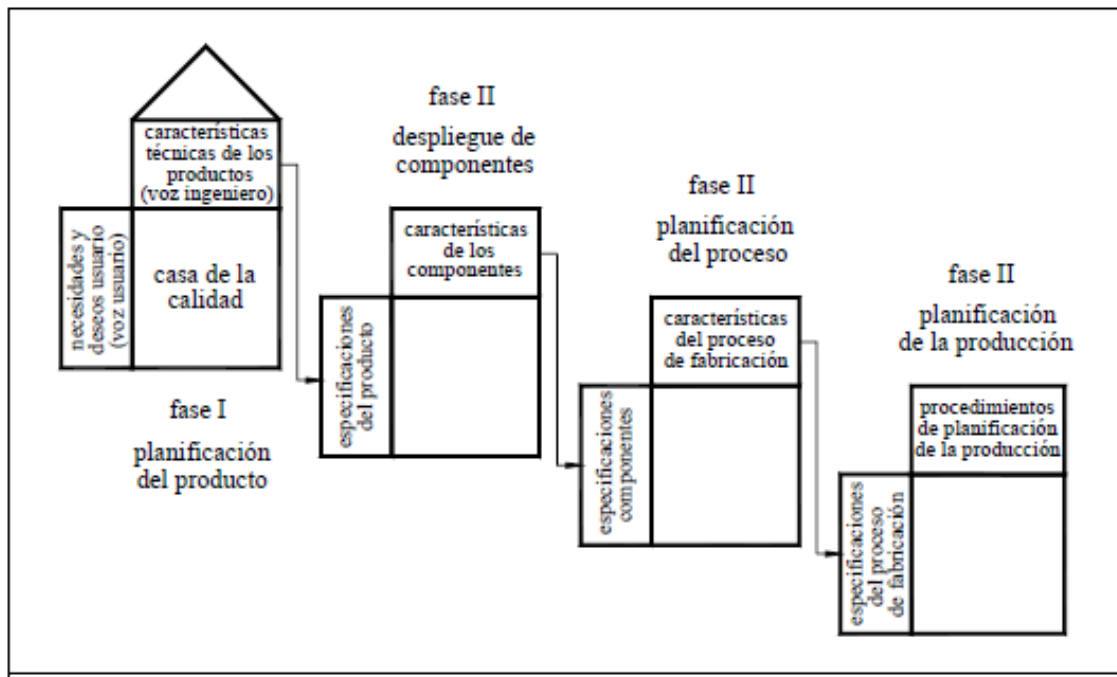 características
técnicas de los
productos
(voz ingeniero)
necesidades y
deseos usuario
(voz usuario)
casa de la
calidad
fase I
planificación
del producto
fase II
despliegue de
componentes
características
de los
componentes
especificaciones
del producto
fase II
planificación
del proceso
características
del proceso
de fabricación
especificaciones
componentes
fase II
planificación
de la producción
procedimientos
de planificación
de la producción
especificaciones
del proceso
de fabricación